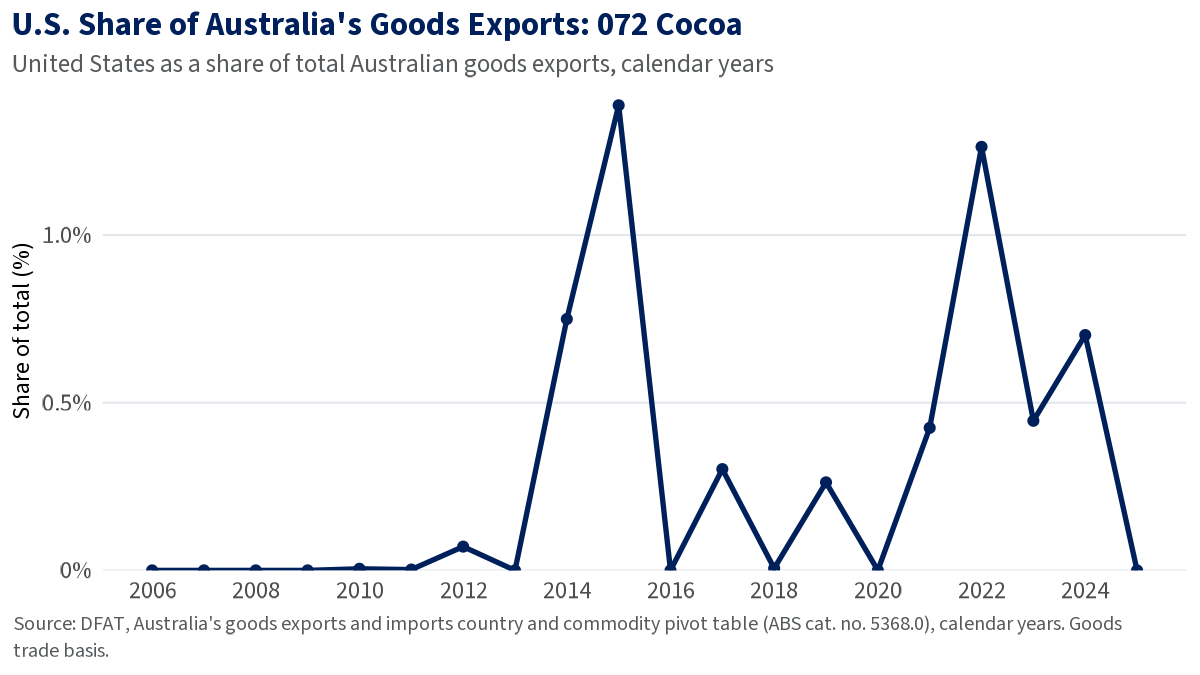 U.S. Share of Australia's Goods Exports: 072 Cocoa
United States as a share of total Australian goods exports, calendar years
Share of total (%)
1.0%
0.5%
0%
2006 2008 2010 2012 2014 2016 2018 2020 2022 2024
Source: DFAT, Australia's goods exports and imports country and commodity pivot table (ABS cat. no. 5368.0), calendar years. Goods
trade basis.